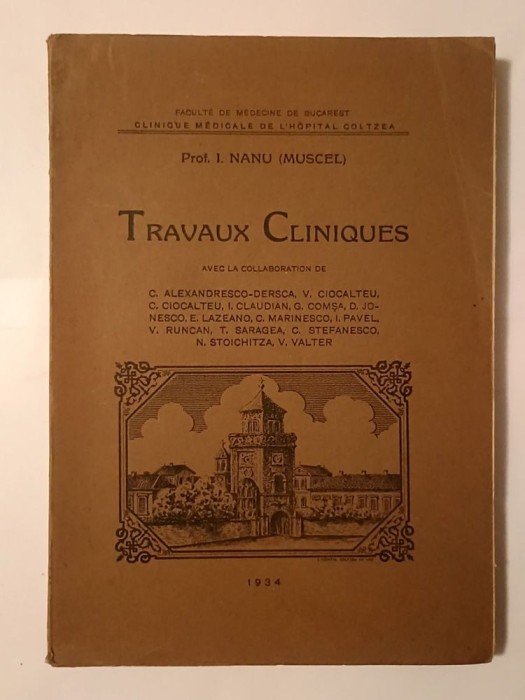 FACULTÉ DE MÉDECINE DE BUCAREST
CLINIQUE MÉDICALE DE L'HÔPITAL COLTZEA
Prof. I. NANU (MUSCEL)
TRAVAUX CLINIQUES
AVEC LA COLLABORATION DE
C. ALEXANDRESCO-DERSCA, V. CIOCALTEU,
C. CIOCALTEU, I. CLAUDIAN, G. COMȘA, D. JO-
NESCO, E. LAZEANO, C. MARINESCO, I. PAVEL,
V. RUNCAN, T. SARAGEA, C. STEFANESCO,
N. STOICHITZA, V. VALTER
1934